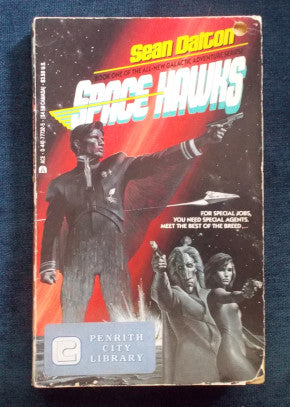 Sean Dalton
BOOK ONE OF THE ALL-NEW GALACTIC ADVENTURE SERIES!
SPACE HAWKS
FOR SPECIAL JOBS,
YOU NEED SPECIAL AGENTS.
MEET THE BEST OF THE BREED...
PENRITH
CITY
LIBRARY